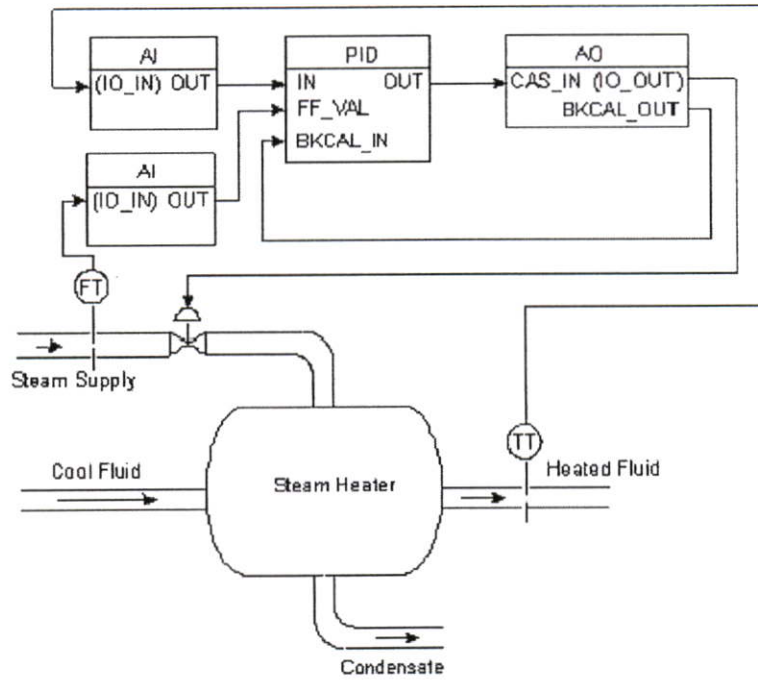 AI
(IO_IN) OUT
PID
IN OUT
FF_VAL
BKCAL_IN
AO
CAS_IN (IO_OUT)
BKCAL_OUT
AI
(IO_IN) OUT
FT
Steam Supply
TT
Cool Fluid
Steam Heater
Heated Fluid
Condensate